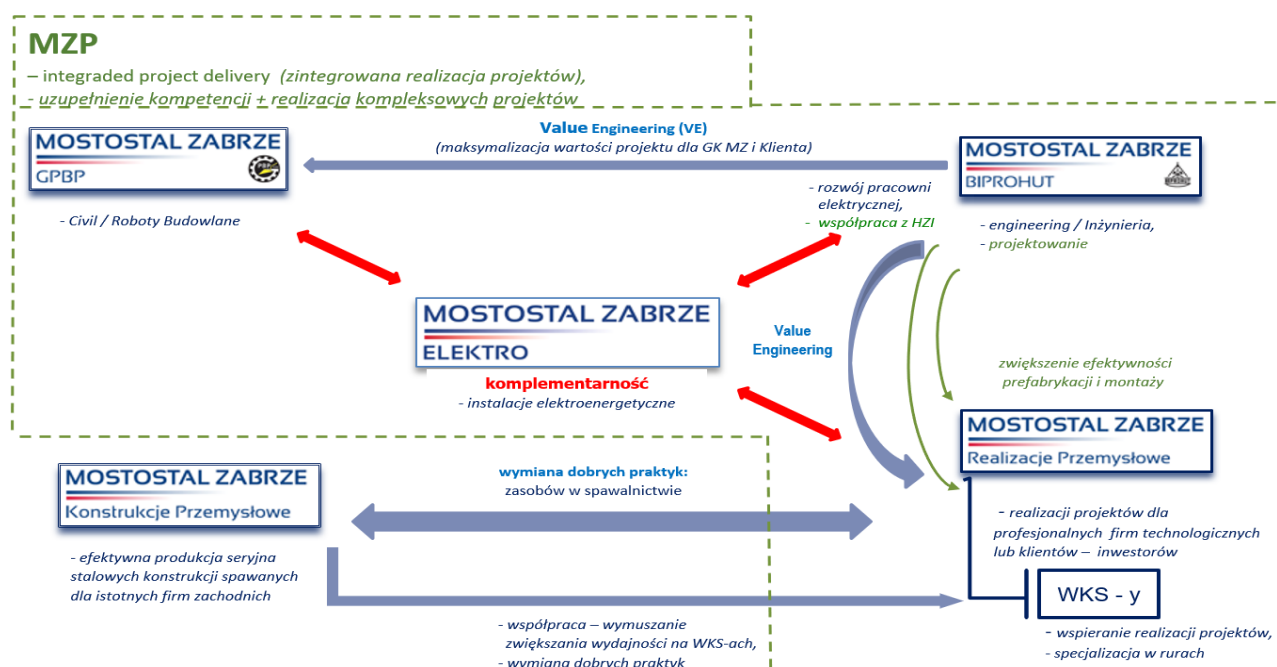 MZP
– integraded project delivery (zintegrowana realizacja projektów),
- uzupełnienie kompetencji + realizacja kompleksowych projektów
MOSTOSTAL ZABRZE
GPBP
- Civil / Roboty Budowlane
Value Engineering (VE)
(maksymalizacja wartości projektu dla GK MZ i Klienta)
MOSTOSTAL ZABRZE
BIPROHUT
- rozwój pracowni
elektrycznej,
- współpraca z HZI
- engineering / Inżynieria,
- projektowanie
MOSTOSTAL ZABRZE
ELEKTRO
komplementarność
- instalacje elektroenergetyczne
Value
Engineering
zwiększenie efektywności
prefabrykacji i montaży
MOSTOSTAL ZABRZE
Realizacje Przemysłowe
MOSTOSTAL ZABRZE
Konstrukcje Przemysłowe
wymiana dobrych praktyk:
zasobów w spawalnictwie
- efektywna produkcja seryjna
stalowych konstrukcji spawanych
dla istotnych firm zachodnich
- realizacji projektów dla
profesjonalnych firm technologicznych
lub klientów – inwestorów
WKS - y
- wspieranie realizacji projektów,
- specjalizacja w rurach
- współpraca – wymuszanie
zwiększania wydajności na WKS-ach,
- wymiana dobrych praktyk